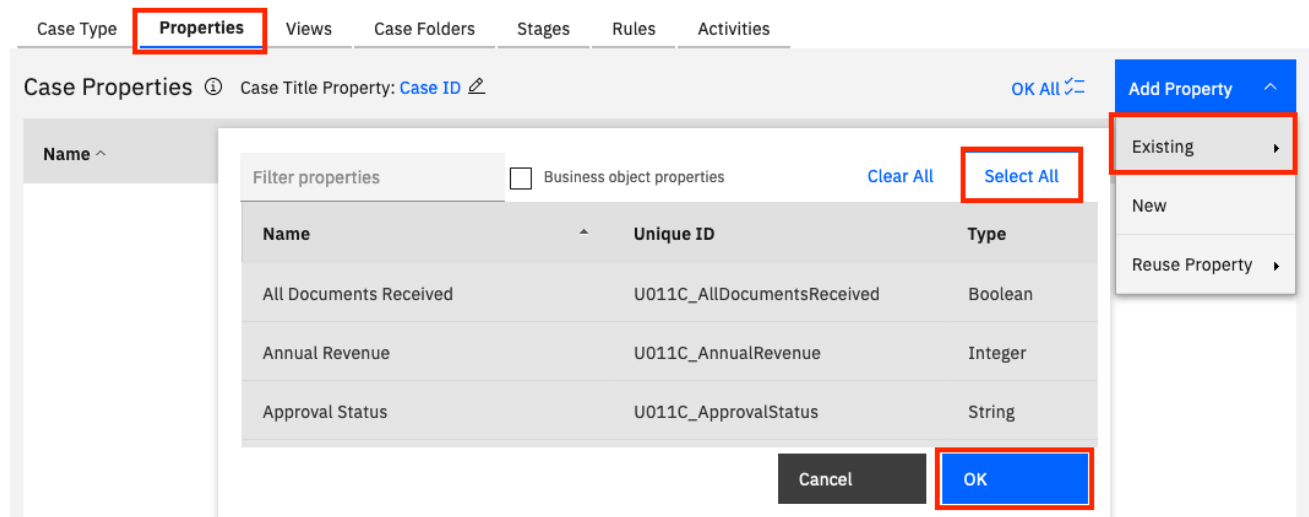 Case Type Properties Views Case Folders Stages Rules Activities
Case Properties Case Title Property: Case ID OK All Add Property
Name Existing
Filter properties Business object properties Clear All Select All
New
Name Unique ID Type
Reuse Property
All Documents Received U011C_AllDocumentsReceived Boolean
Annual Revenue U011C_AnnualRevenue Integer
Approval Status U011C_ApprovalStatus String
Cancel OK